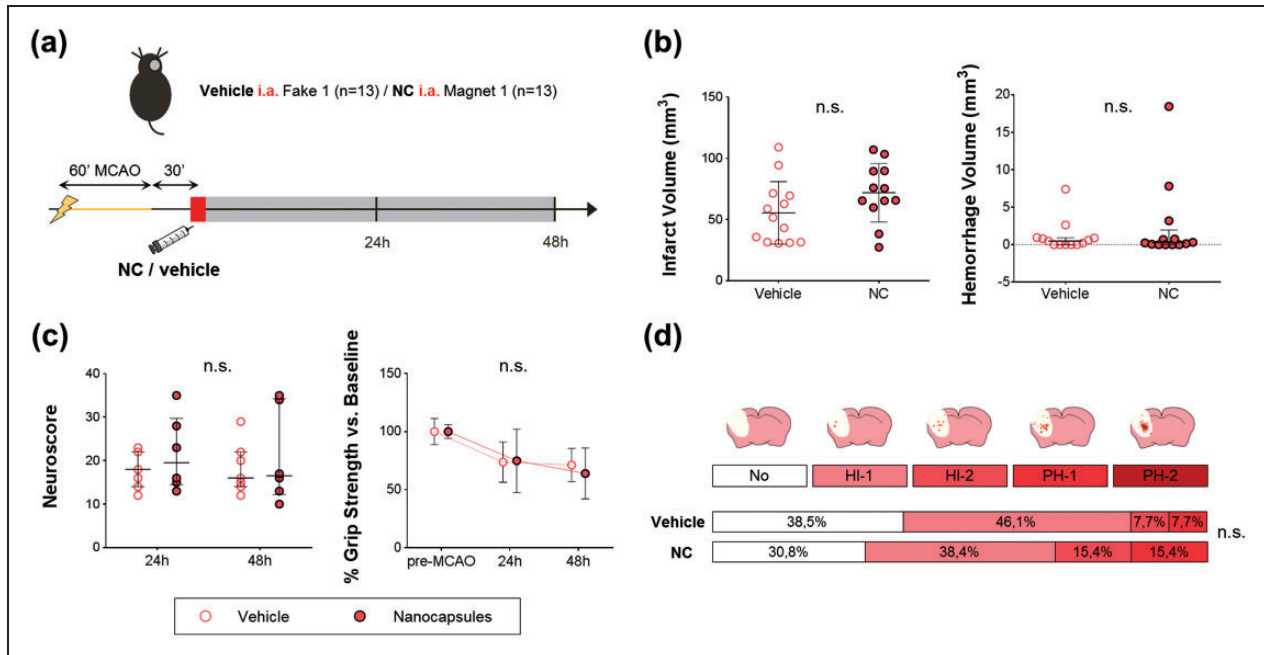 (a)
Vehicle i.a. Fake 1 (n=13) / NC i.a. Magnet 1 (n=13)
60' MCAO
30'
24h
48h
NC / vehicle
(b)
Infarct Volume (mm³)
150
100
50
0
n.s.
Vehicle
NC
Hemorrhage Volume (mm³)
20
15
10
5
0
-5
n.s.
Vehicle
NC
(c)
Neuroscore
40
30
20
10
0
n.s.
24h
48h
% Grip Strength vs. Baseline
150
100
50
0
n.s.
pre-MCAO
24h
48h
Vehicle
Nanocapsules
(d)
No
HI-1
HI-2
PH-1
PH-2
Vehicle
38,5%
46,1%
7,7%
7,7%
n.s.
NC
30,8%
38,4%
15,4%
15,4%